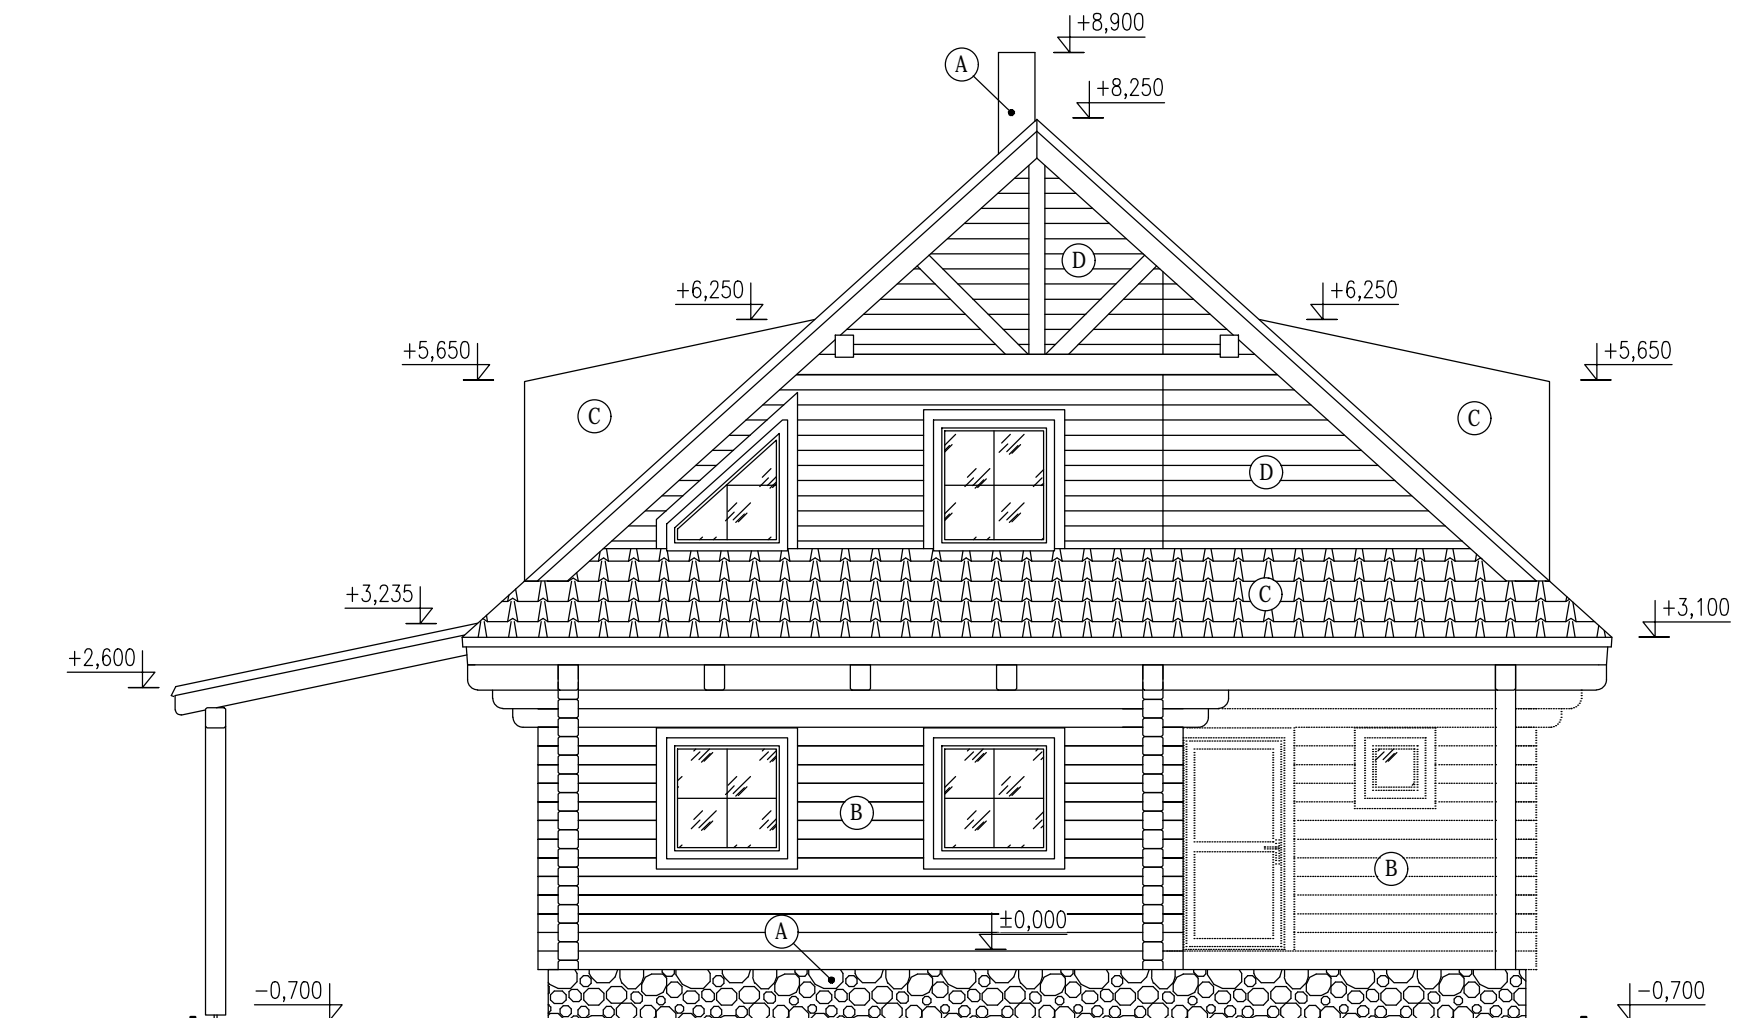 +8,900
A
+8,250
D
+6,250
+6,250
+5,650
+5,650
C
C
D
C
+3,235
+3,100
+2,600
B
B
±0,000
A
-0,700
-0,700